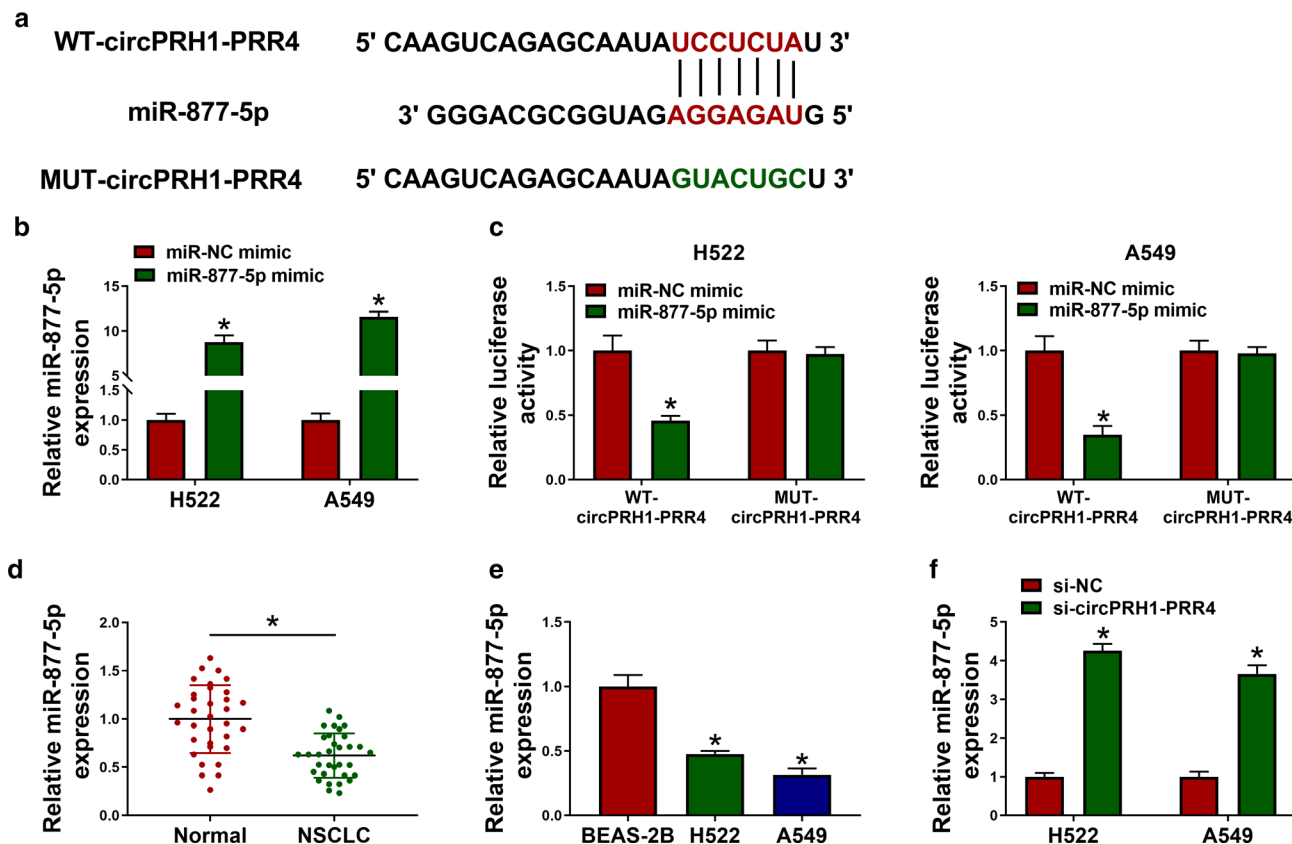 a
WT-circPRH1-PRR4 5' CAAGUCAGAGCAAUAUCCUCUAU 3'
miR-877-5p 3' GGGACGCGGUAGAGGAGAUG 5'
MUT-circPRH1-PRR4 5' CAAGUCAGAGCAAUAGUACUGCU 3'
b
miR-NC mimic
miR-877-5p mimic
Relative miR-877-5p
expression
15
10
5
1.5
1.0
0.5
0.0
* *
H522 A549
c
H522
miR-NC mimic
miR-877-5p mimic
Relative luciferase
activity
1.5
1.0
0.5
0.0
*
WT-
circPRH1-PRR4
MUT-
circPRH1-PRR4
A549
miR-NC mimic
miR-877-5p mimic
Relative luciferase
activity
1.5
1.0
0.5
0.0
*
WT-
circPRH1-PRR4
MUT-
circPRH1-PRR4
d
Relative miR-877-5p
expression
2.0
1.5
1.0
0.5
0.0
*
Normal NSCLC
e
Relative miR-877-5p
expression
1.5
1.0
0.5
0.0
* *
BEAS-2B H522 A549
f
si-NC
si-circPRH1-PRR4
Relative miR-877-5p
expression
5
4
3
2
1
0
* *
H522 A549